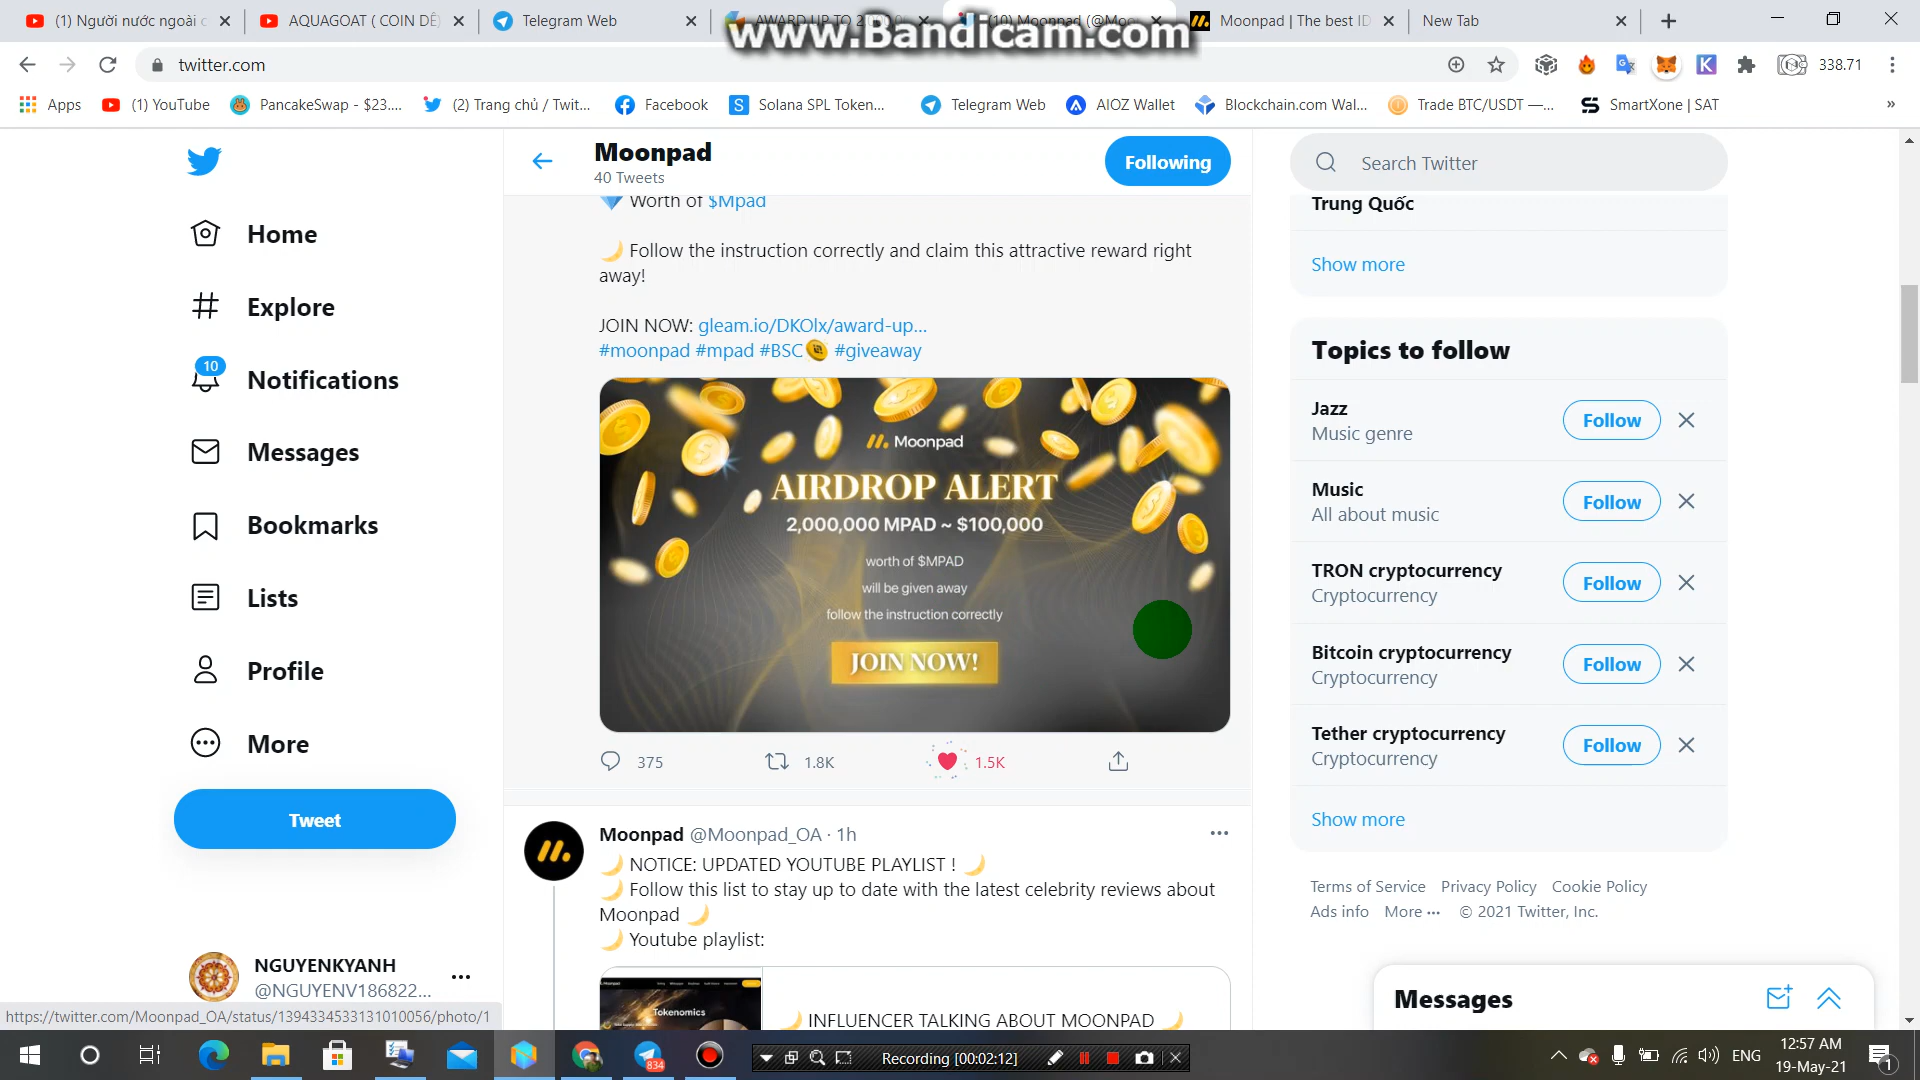 (1) Người nước ngoài c
AQUAGOAT ( COIN DÊ
Telegram Web
AWARD UP TO 2,000,0
(10) Moonpad (@Moo
Moonpad | The best ID
New Tab
www.Bandicam.com
twitter.com
338.71
Apps
(1) YouTube
PancakeSwap - $23....
(2) Trang chủ / Twit...
Facebook
Solana SPL Token...
Telegram Web
AIOZ Wallet
Blockchain.com Wal...
Trade BTC/USDT —...
SmartXone | SAT
»
Home
Explore
10
Notifications
Messages
Bookmarks
Lists
Profile
More
Tweet
NGUYENKYANH
@NGUYENV186822...
https://twitter.com/Moonpad_OA/status/1394334533131010056/photo/1
Moonpad
40 Tweets
Following
Worth of $Mpad
Follow the instruction correctly and claim this attractive reward right
away!
JOIN NOW: gleam.io/DKOlx/award-up...
#moonpad #mpad #BSC #giveaway
Moonpad
AIRDROP ALERT
2,000,000 MPAD ~ $100,000
worth of $MPAD
will be given away
follow the instruction correctly
JOIN NOW!
375
1.8K
1.5K
Moonpad @Moonpad_OA · 1h
NOTICE: UPDATED YOUTUBE PLAYLIST !
Follow this list to stay up to date with the latest celebrity reviews about
Moonpad
Youtube playlist:
Moonpad
Tokenomics
INFLUENCER TALKING ABOUT MOONPAD
Search Twitter
Trung Quốc
Show more
Topics to follow
Jazz
Music genre
Follow
Music
All about music
Follow
TRON cryptocurrency
Cryptocurrency
Follow
Bitcoin cryptocurrency
Cryptocurrency
Follow
Tether cryptocurrency
Cryptocurrency
Follow
Show more
Terms of Service Privacy Policy Cookie Policy
Ads info More ··· © 2021 Twitter, Inc.
Messages
834
Recording [00:02:12]
ENG
12:57 AM
19-May-21
1